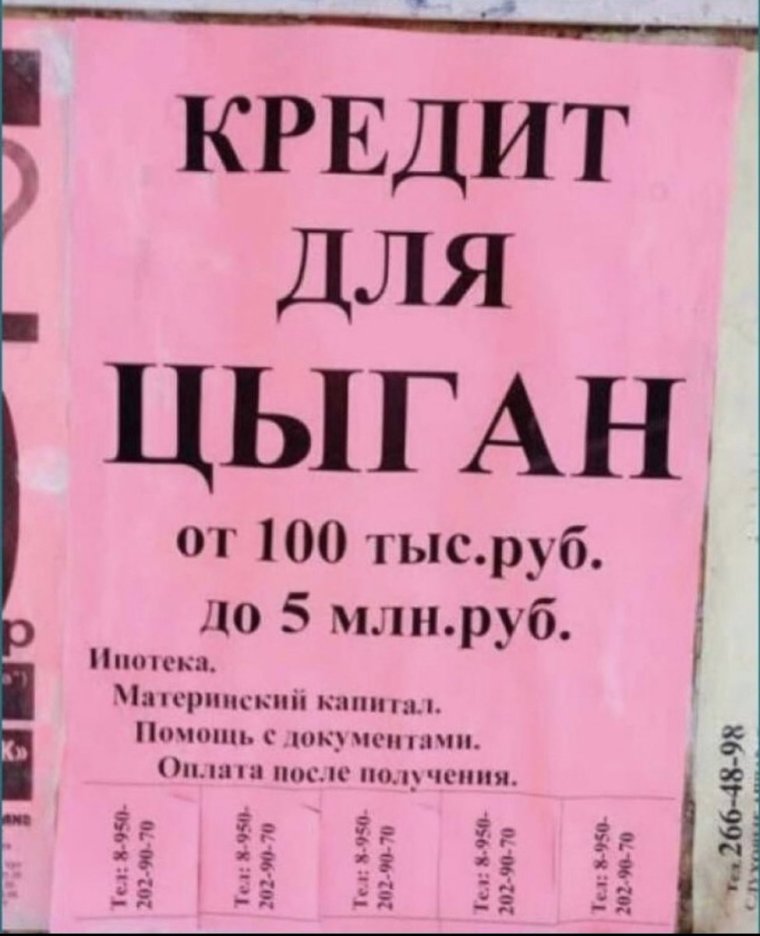 КРЕДИТ
ДЛЯ
ЦЫГАН
от 100 тыс.руб.
до 5 млн.руб.
Ипотека.
Материнский капитал.
Помощь с документами.
Оплата после получения.
Тел: 8-950-
202-90-70
Тел: 8-950-
202-90-70
Тел: 8-950-
202-90-70
Тел: 8-950-
202-90-70
Тел: 8-950-
202-90-70
Тел: 266-48-98